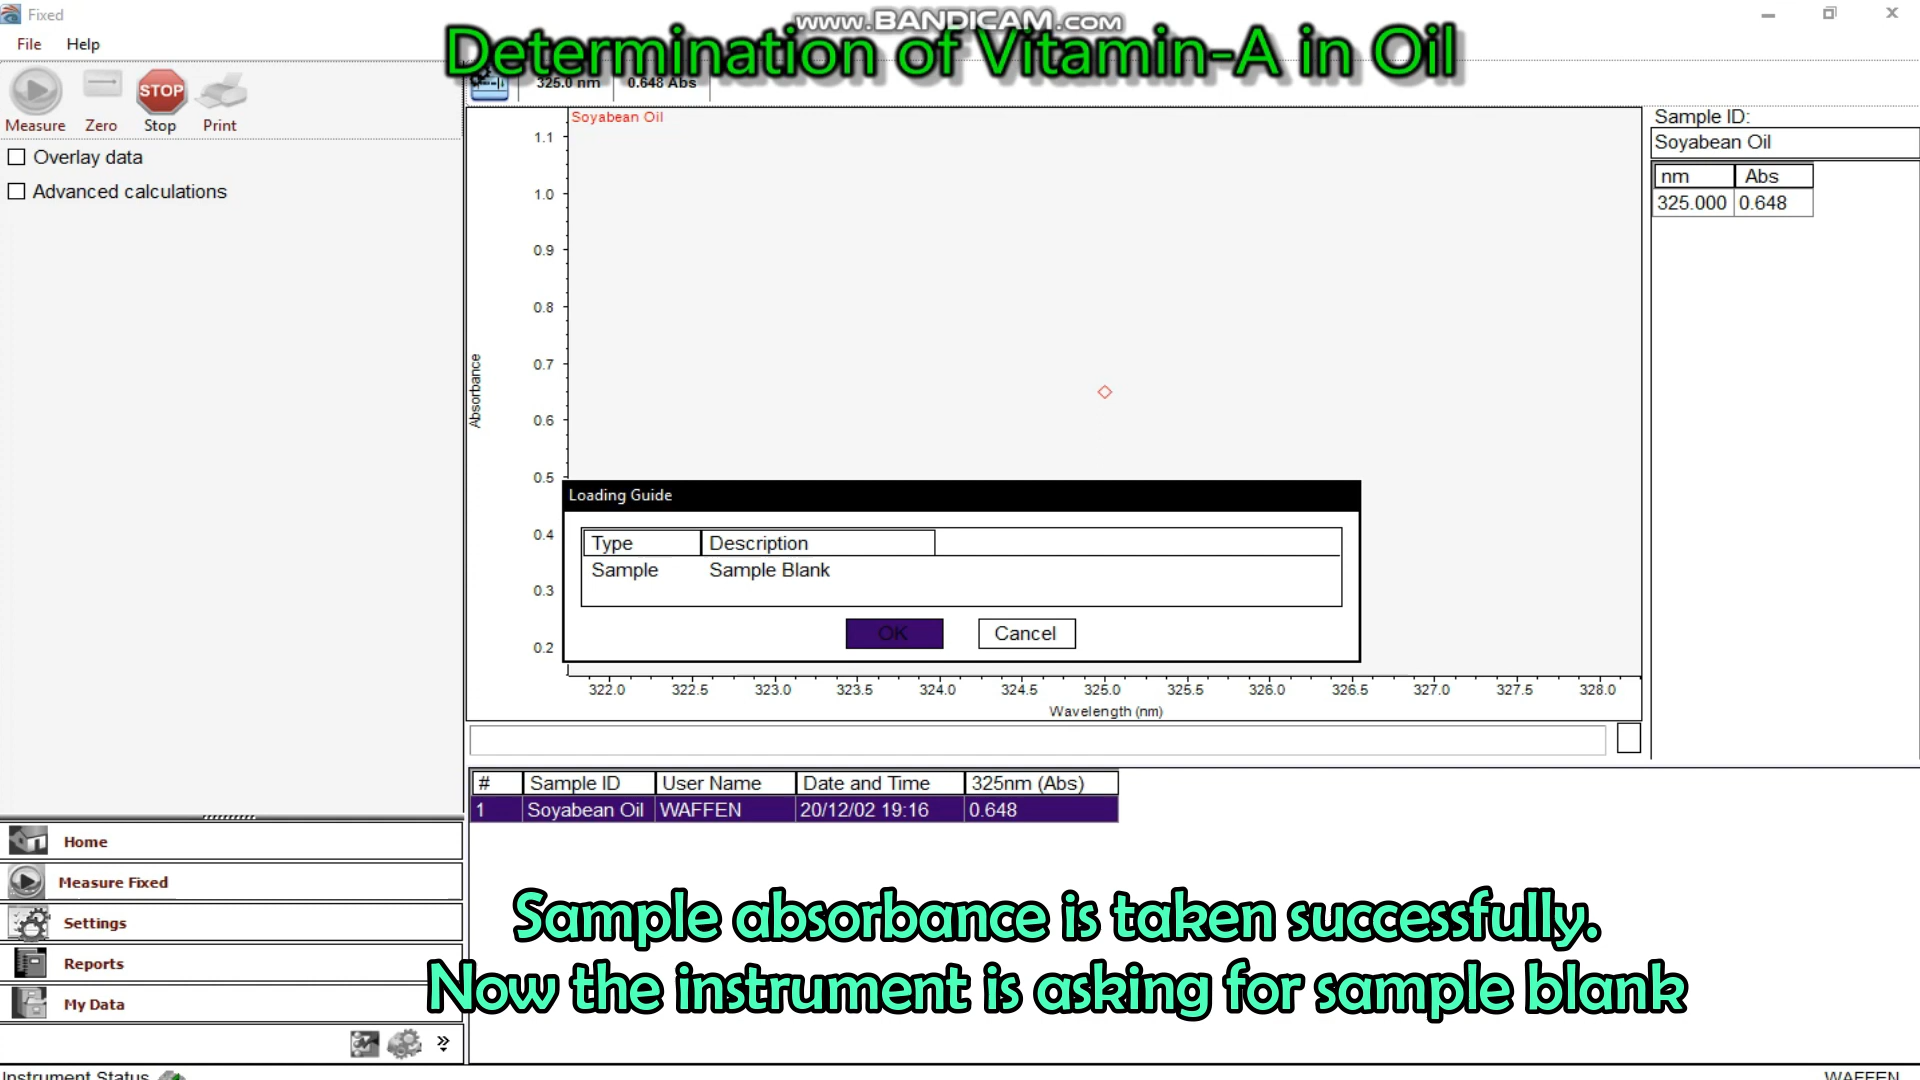 Fixed
www.BANDICAM.com
File Help
Determination of Vitamin-A in Oil
Measure Zero STOP Stop Print
325.0 nm 0.648 Abs
Overlay data
Advanced calculations
Soyabean Oil
1.1
1.0
0.9
0.8
0.7
0.6
0.5
0.4
0.3
0.2
Absorbance
Loading Guide
Type Description
Sample Sample Blank
OK Cancel
322.0 322.5 323.0 323.5 324.0 324.5 325.0 325.5 326.0 326.5 327.0 327.5 328.0
Wavelength (nm)
Sample ID:
Soyabean Oil
nm Abs
325.000 0.648
# Sample ID User Name Date and Time 325nm (Abs)
1 Soyabean Oil WAFFEN 20/12/02 19:16 0.648
Home
Measure Fixed
Settings
Reports
My Data
Sample absorbance is taken successfully.
Now the instrument is asking for sample blank
Instrument Status
WAFFEN